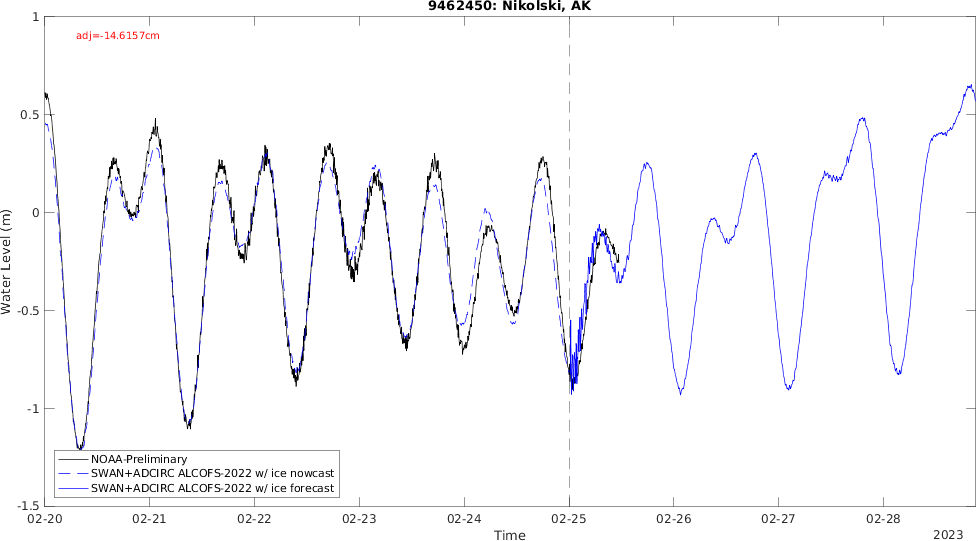 9462450: Nikolski, AK
adj=-14.6157cm
1
0.5
0
-0.5
-1
-1.5
Water Level (m)
NOAA-Preliminary
SWAN+ADCIRC ALCOFS-2022 w/ ice nowcast
SWAN+ADCIRC ALCOFS-2022 w/ ice forecast
02-20 02-21 02-22 02-23 02-24 02-25 02-26 02-27 02-28
Time
2023